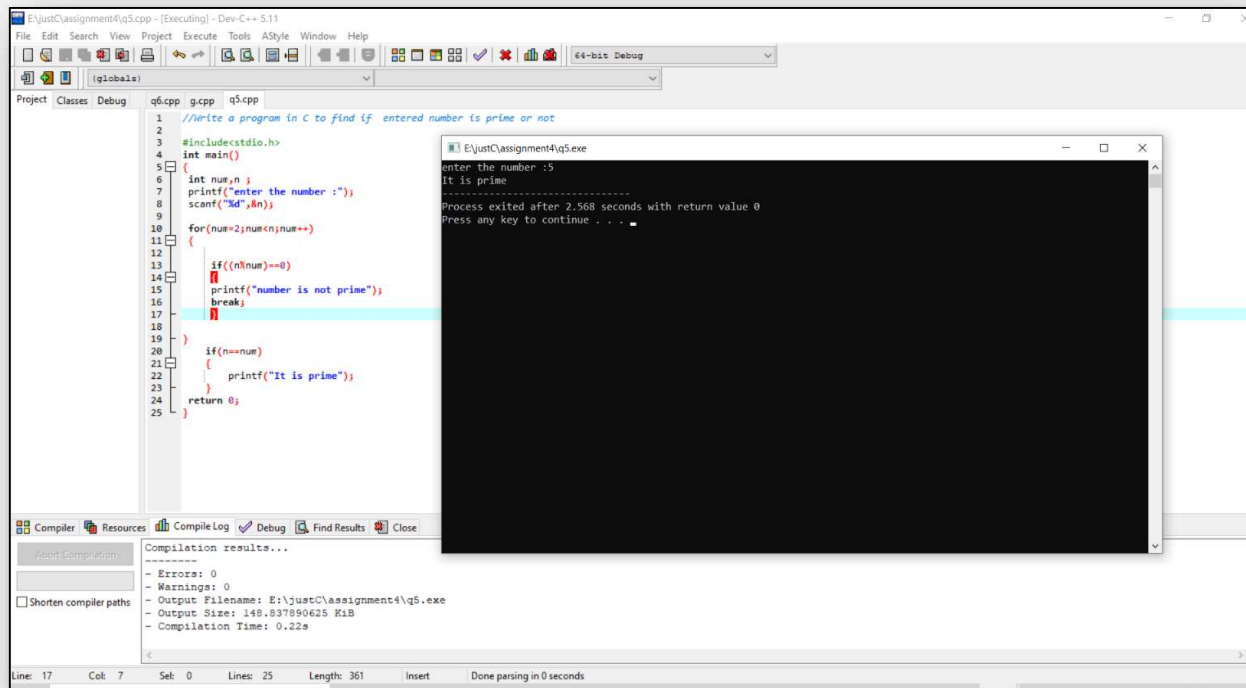 E:\justC\assignment4\q5.cpp - [Executing] - Dev-C++ 5.11
File Edit Search View Project Execute Tools AStyle Window Help
64-bit Debug
(globals)
Project Classes Debug
q6.cpp g.cpp q5.cpp
1 //Write a program in C to find if entered number is prime or not
2
3 #include<stdio.h>
4 int main()
5 {
6 int num,n ;
7 printf("enter the number :");
8 scanf("%d",&n);
9
10 for(num=2;num<n;num++)
11 {
12
13 if((n%num)==0)
14 {
15 printf("number is not prime");
16 break;
17 }
18
19 }
20 if(n==num)
21 {
22 printf("It is prime");
23 }
24 return 0;
25 }
E:\justC\assignment4\q5.exe
enter the number :5
It is prime
--------------------------------
Process exited after 2.568 seconds with return value 0
Press any key to continue . . .
Compiler Resources Compile Log Debug Find Results Close
Abort Compilation
Shorten compiler paths
Compilation results...
--------
- Errors: 0
- Warnings: 0
- Output Filename: E:\justC\assignment4\q5.exe
- Output Size: 148.837890625 KiB
- Compilation Time: 0.22s
Line: 17 Col: 7 Sel: 0 Lines: 25 Length: 361 Insert Done parsing in 0 seconds